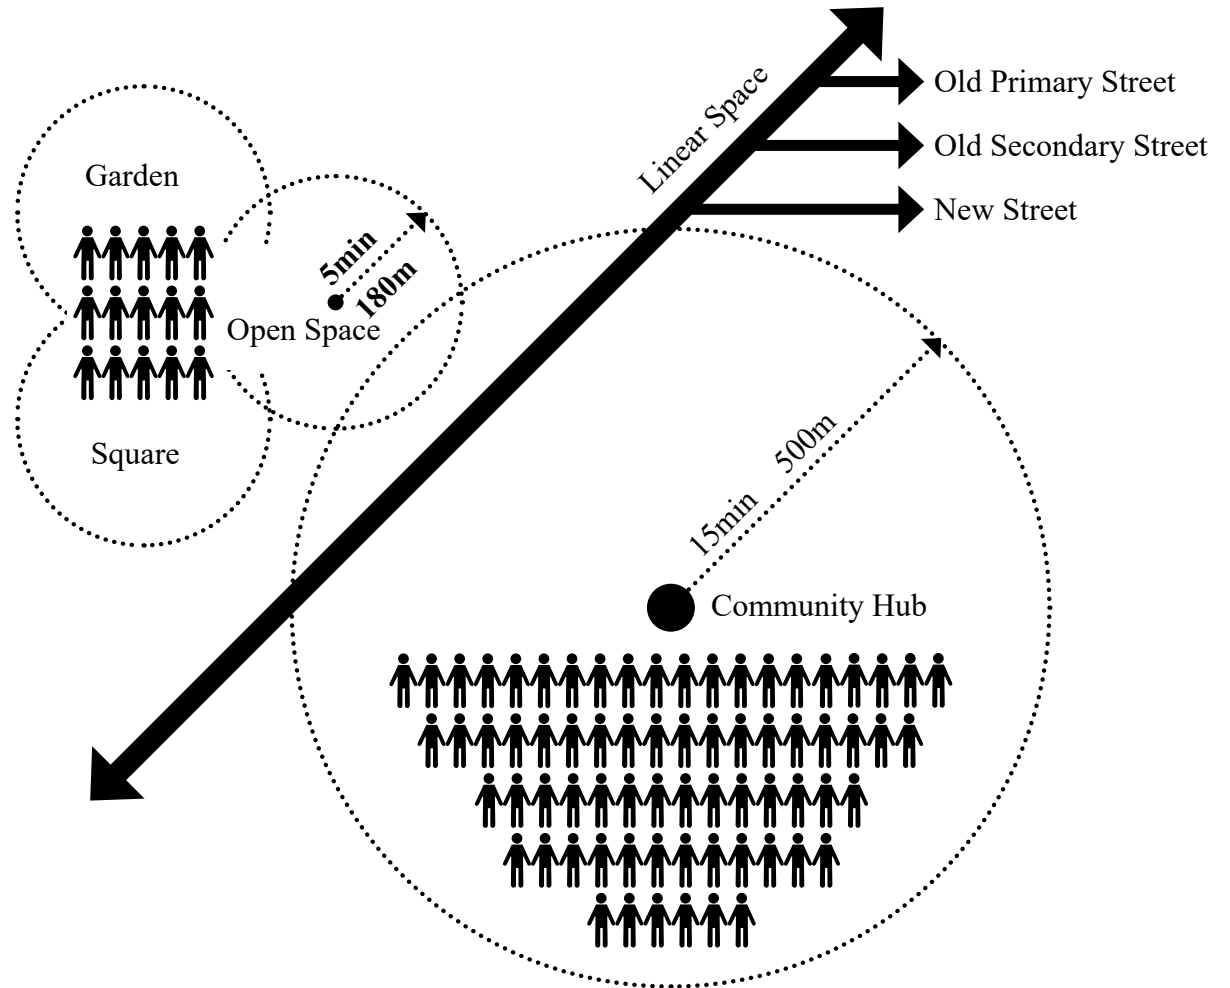 Linear Space
Old Primary Street
Old Secondary Street
New Street
Garden
5min
180m
Open Space
Square
500m
15min
Community Hub